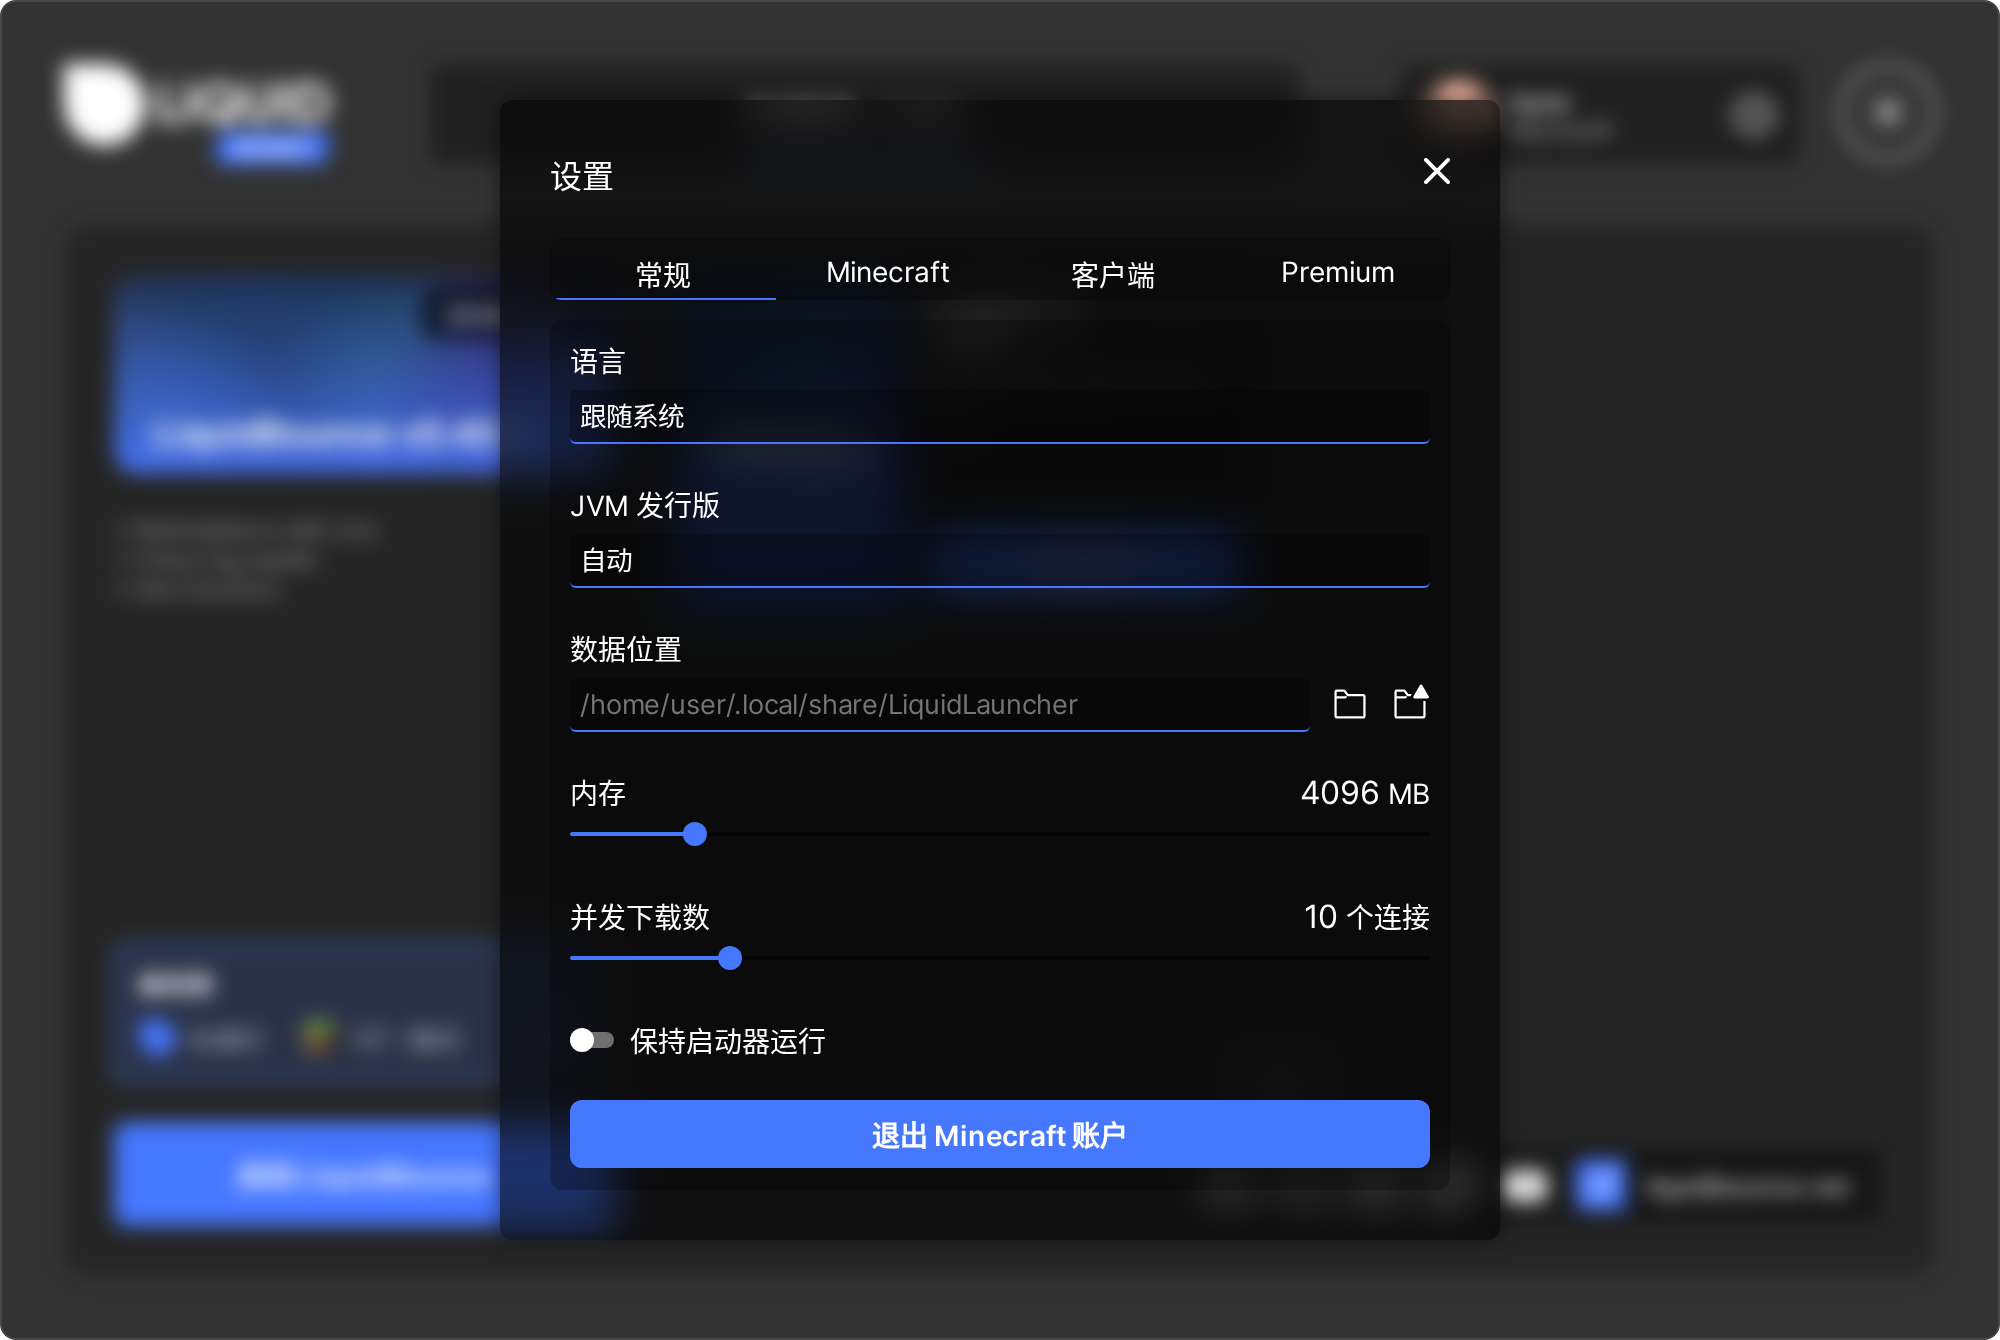 LIQUID
设置
常规
Minecraft
客户端
Premium
语言
跟随系统
JVM 发行版
自动
数据位置
/home/user/.local/share/LiquidLauncher
内存
4096 MB
并发下载数
10 个连接
保持启动器运行
退出 Minecraft 账户